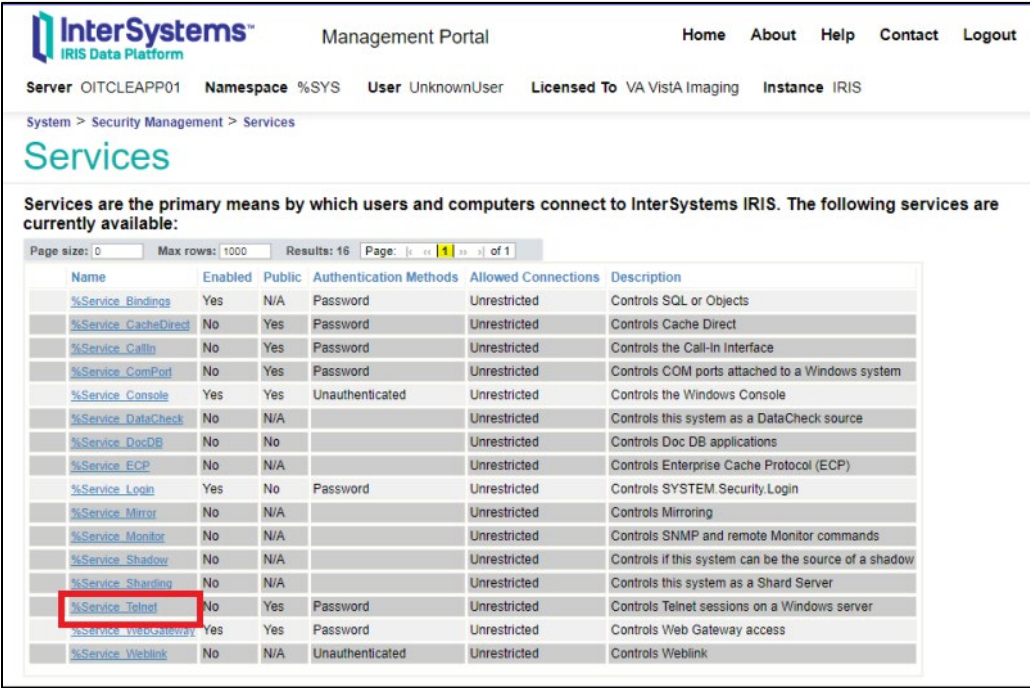 InterSystems™
IRIS Data Platform
Management Portal
Home About Help Contact Logout
Server OITCLEAPP01 Namespace %SYS User UnknownUser Licensed To VA VistA Imaging Instance IRIS
System > Security Management > Services
Services
Services are the primary means by which users and computers connect to InterSystems IRIS. The following services are
currently available:
Page size: 0 Max rows: 1000 Results: 16 Page: |< << 1 >> >| of 1
Name Enabled Public Authentication Methods Allowed Connections Description
%Service_Bindings Yes N/A Password Unrestricted Controls SQL or Objects
%Service_CacheDirect No Yes Password Unrestricted Controls Cache Direct
%Service_CallIn No Yes Password Unrestricted Controls the Call-In Interface
%Service_ComPort No Yes Password Unrestricted Controls COM ports attached to a Windows system
%Service_Console Yes Yes Unauthenticated Unrestricted Controls the Windows Console
%Service_DataCheck No N/A Unrestricted Controls this system as a DataCheck source
%Service_DocDB No No Unrestricted Controls Doc DB applications
%Service_ECP No N/A Unrestricted Controls Enterprise Cache Protocol (ECP)
%Service_Login Yes No Password Unrestricted Controls SYSTEM.Security.Login
%Service_Mirror No N/A Unrestricted Controls Mirroring
%Service_Monitor No N/A Unrestricted Controls SNMP and remote Monitor commands
%Service_Shadow No N/A Unrestricted Controls if this system can be the source of a shadow
%Service_Sharding No N/A Unrestricted Controls this system as a Shard Server
%Service_Telnet No Yes Password Unrestricted Controls Telnet sessions on a Windows server
%Service_WebGateway Yes Yes Password Unrestricted Controls Web Gateway access
%Service_Weblink No N/A Unauthenticated Unrestricted Controls Weblink